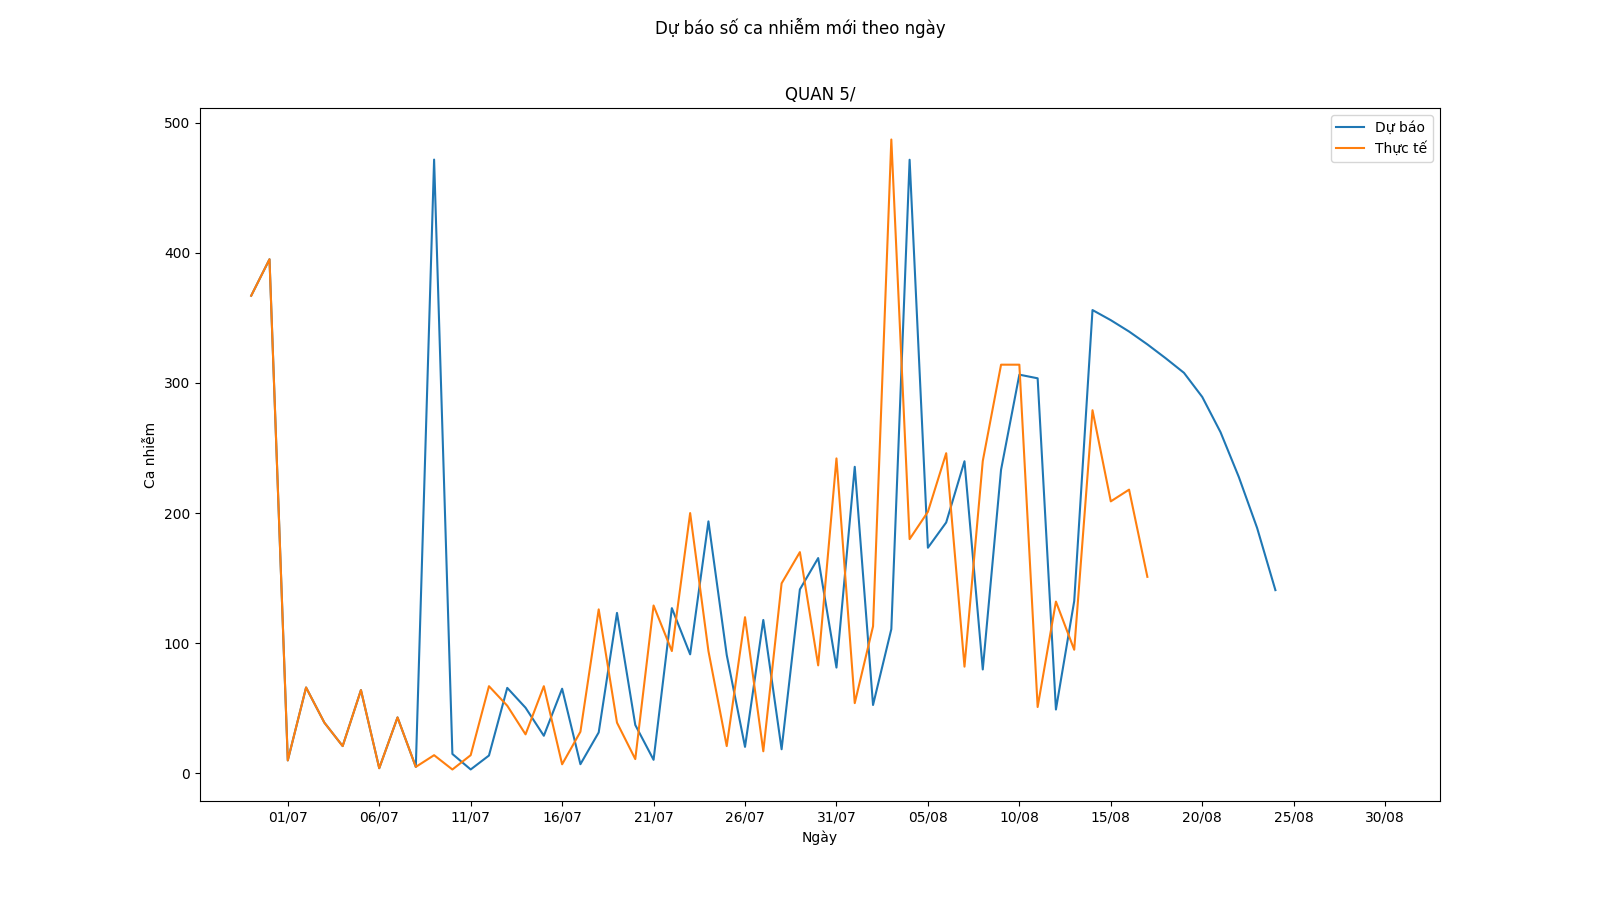 Dự báo số ca nhiễm mới theo ngày
QUAN 5/
Dự báo
Thực tế
500
400
300
200
100
0
Ca nhiễm
01/07 06/07 11/07 16/07 21/07 26/07 31/07 05/08 10/08 15/08 20/08 25/08 30/08
Ngày